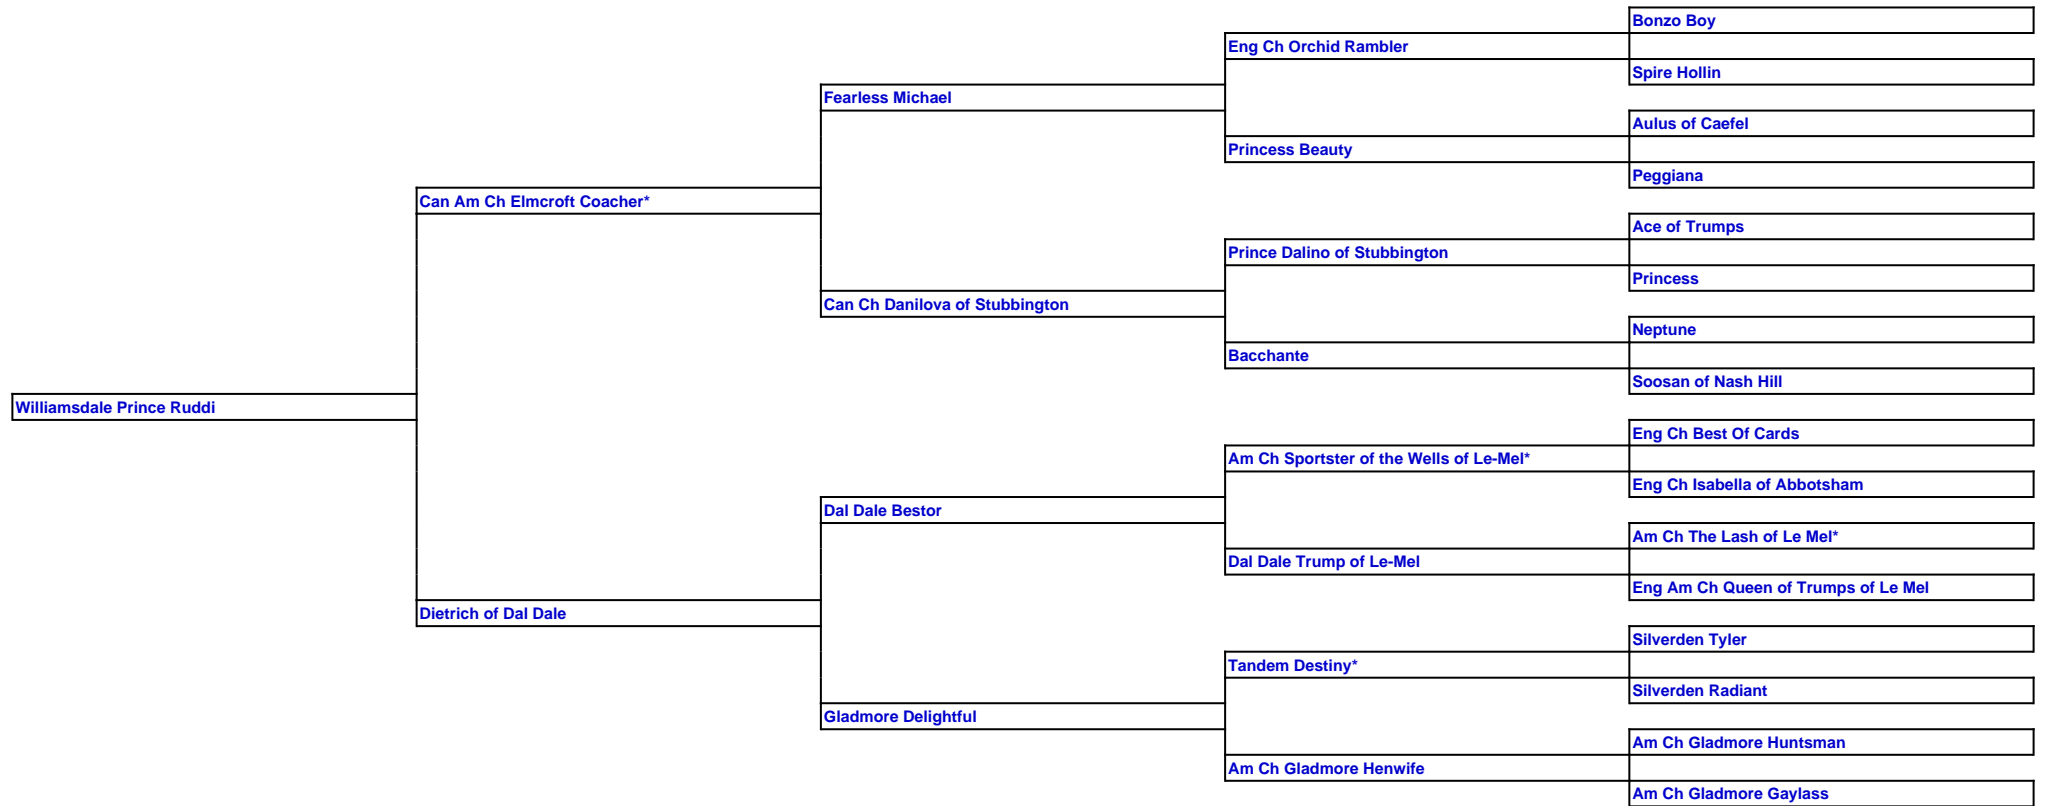 Bonzo Boy
Eng Ch Orchid Rambler
Spire Hollin
Fearless Michael
Aulus of Caefel
Princess Beauty
Peggiana
Can Am Ch Elmcroft Coacher*
Ace of Trumps
Prince Dalino of Stubbington
Princess
Can Ch Danilova of Stubbington
Neptune
Bacchante
Soosan of Nash Hill
Williamsdale Prince Ruddi
Eng Ch Best Of Cards
Am Ch Sportster of the Wells of Le-Mel*
Eng Ch Isabella of Abbotsham
Dal Dale Bestor
Am Ch The Lash of Le Mel*
Dal Dale Trump of Le-Mel
Eng Am Ch Queen of Trumps of Le Mel
Dietrich of Dal Dale
Silverden Tyler
Tandem Destiny*
Silverden Radiant
Gladmore Delightful
Am Ch Gladmore Huntsman
Am Ch Gladmore Henwife
Am Ch Gladmore Gaylass